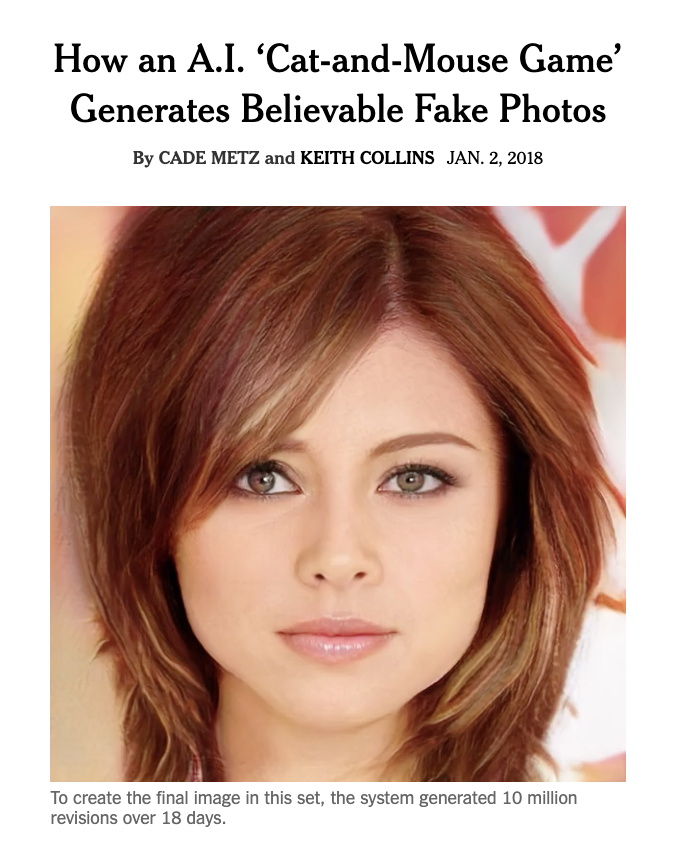 How an A.I. ‘Cat-and-Mouse Game’
Generates Believable Fake Photos
By CADE METZ and KEITH COLLINS JAN. 2, 2018
To create the final image in this set, the system generated 10 million
revisions over 18 days.